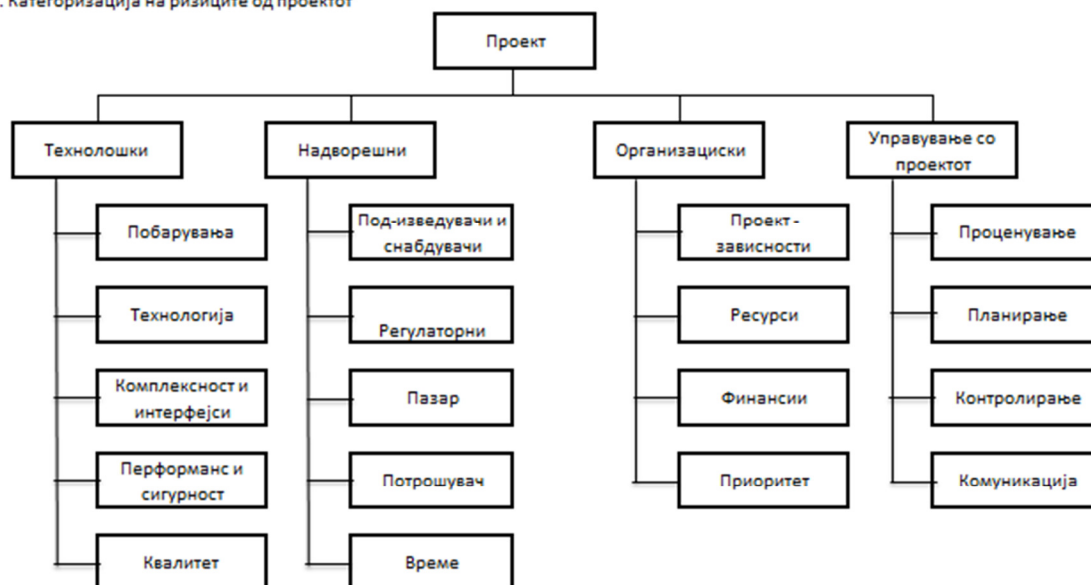 . Категоризација на ризиците од проектот
Проект
Технолошки
Надворешни
Организациски
Управување со
проектот
Побарувања
Под-изведувачи и
снабдувачи
Проект -
зависности
Проценување
Технологија
Регулаторни
Ресурси
Планирање
Комплексност и
интерфејси
Пазар
Финансии
Контролирање
Перформанс и
сигурност
Потрошувач
Приоритет
Комуникација
Квалитет
Време